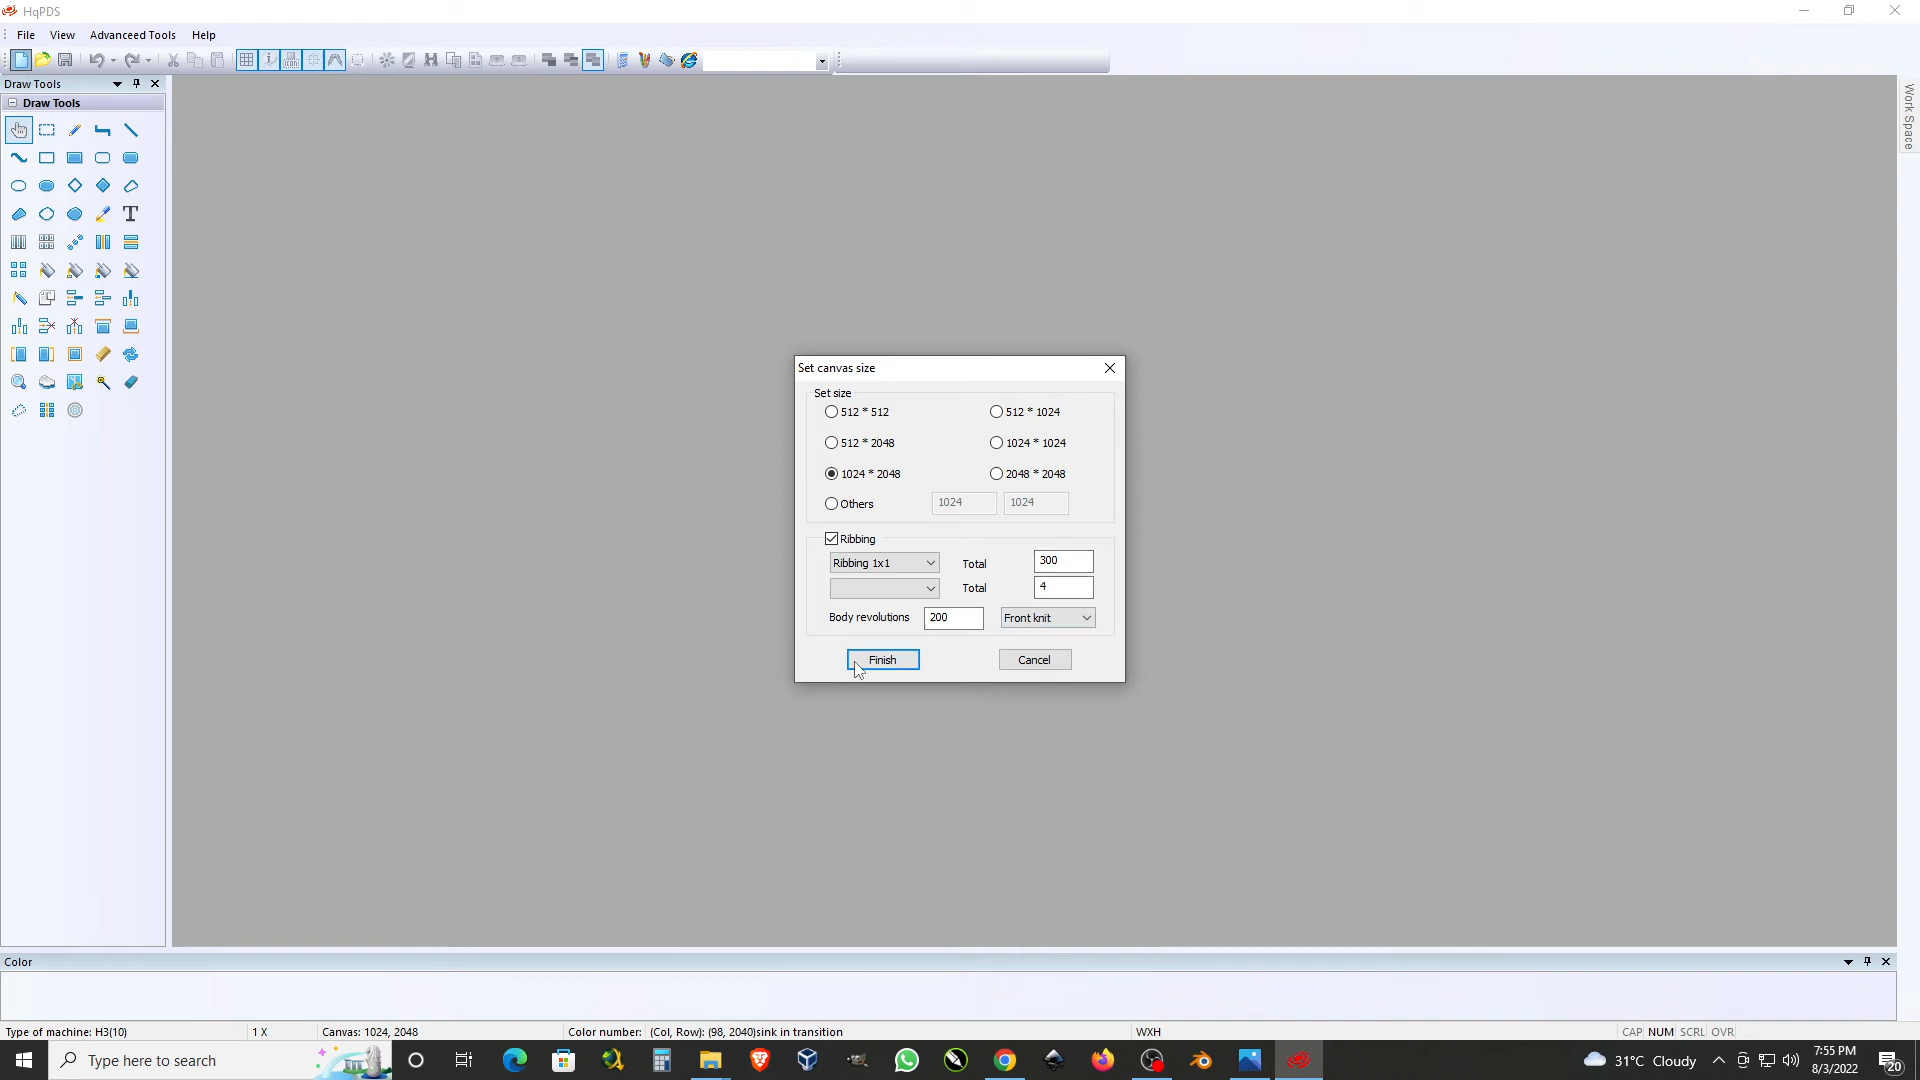 HqPDS
File View Advanceed Tools Help
Draw Tools
Draw Tools
T
Work Space
Set canvas size
Set size
512 * 512 512 * 1024
512 * 2048 1024 * 1024
1024 * 2048 2048 * 2048
Others 1024 1024
Ribbing
Ribbing 1x1 Total 300
Total 4
Body revolutions 200 Front knit
Finish Cancel
Color
Type of machine: H3(10) 1 X Canvas: 1024, 2048 Color number: (Col, Row): (98, 2040)sink in transition WXH CAP NUM SCRL OVR
Type here to search 31°C Cloudy 7:55 PM
8/3/2022 20